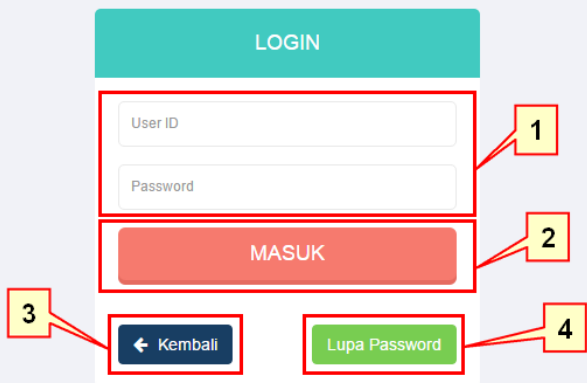 LOGIN
User ID
1
Password
MASUK
2
3
Kembali
Lupa Password
4